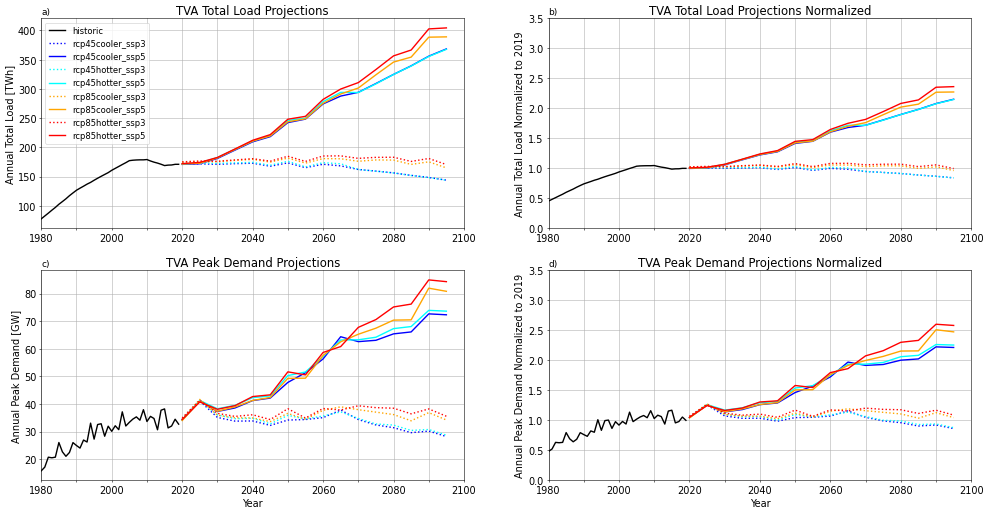 a)
TVA Total Load Projections
Annual Total Load [TWh]
400
350
300
250
200
150
100
historic
rcp45cooler_ssp3
rcp45cooler_ssp5
rcp45hotter_ssp3
rcp45hotter_ssp5
rcp85cooler_ssp3
rcp85cooler_ssp5
rcp85hotter_ssp3
rcp85hotter_ssp5
1980 2000 2020 2040 2060 2080 2100
b)
TVA Total Load Projections Normalized
Annual Total Load Normalized to 2019
3.5
3.0
2.5
2.0
1.5
1.0
0.5
0.0
1980 2000 2020 2040 2060 2080 2100
c)
TVA Peak Demand Projections
Annual Peak Demand [GW]
80
70
60
50
40
30
20
1980 2000 2020 2040 2060 2080 2100
Year
d)
TVA Peak Demand Projections Normalized
Annual Peak Demand Normalized to 2019
3.5
3.0
2.5
2.0
1.5
1.0
0.5
0.0
1980 2000 2020 2040 2060 2080 2100
Year